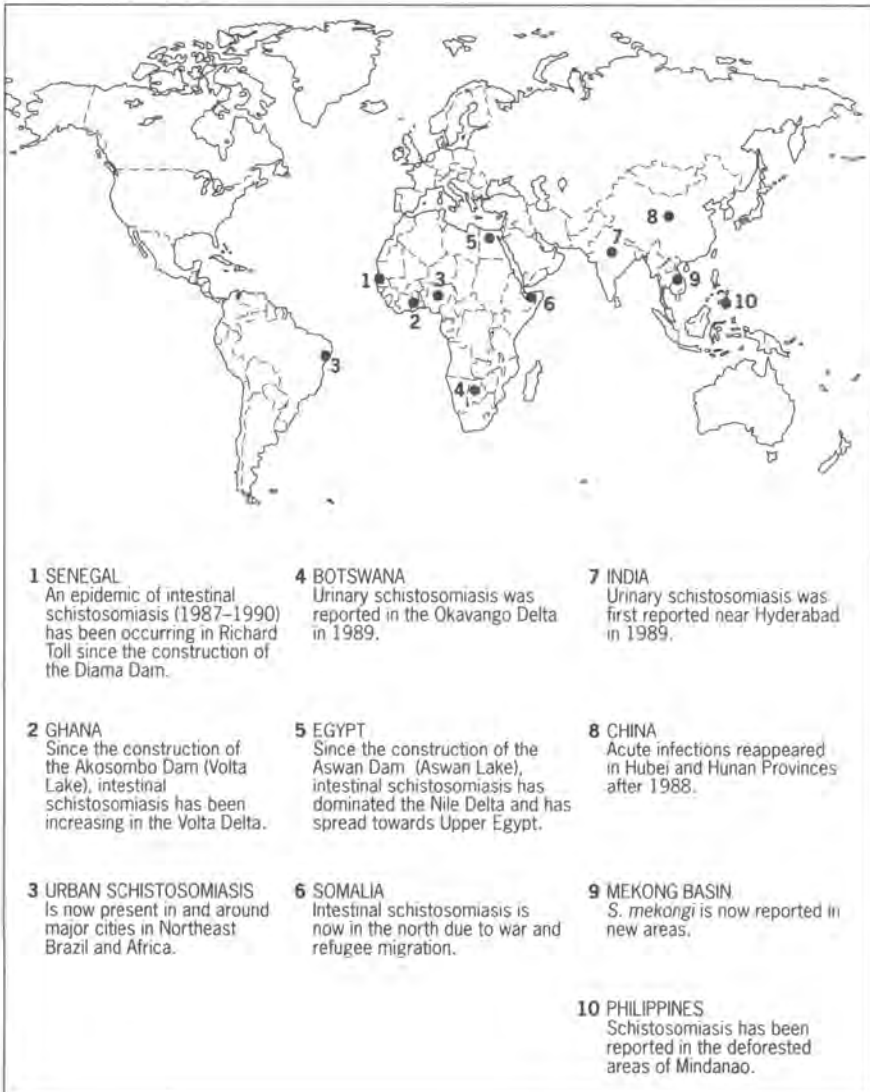 1
2
3
3
4
5
6
7
8
9
10
1 SENEGAL
An epidemic of intestinal
schistosomiasis (1987–1990)
has been occurring in Richard
Toll since the construction of
the Diama Dam.
2 GHANA
Since the construction of
the Akosombo Dam (Volta
Lake), intestinal
schistosomiasis has been
increasing in the Volta Delta.
3 URBAN SCHISTOSOMIASIS
Is now present in and around
major cities in Northeast
Brazil and Africa.
4 BOTSWANA
Urinary schistosomiasis was
reported in the Okavango Delta
in 1989.
5 EGYPT
Since the construction of the
Aswan Dam (Aswan Lake),
intestinal schistosomiasis has
dominated the Nile Delta and has
spread towards Upper Egypt.
6 SOMALIA
Intestinal schistosomiasis is
now in the north due to war and
refugee migration.
7 INDIA
Urinary schistosomiasis was
first reported near Hyderabad
in 1989.
8 CHINA
Acute infections reappeared
in Hubei and Hunan Provinces
after 1988.
9 MEKONG BASIN
S. mekongi is now reported in
new areas.
10 PHILIPPINES
Schistosomiasis has been
reported in the deforested
areas of Mindanao.